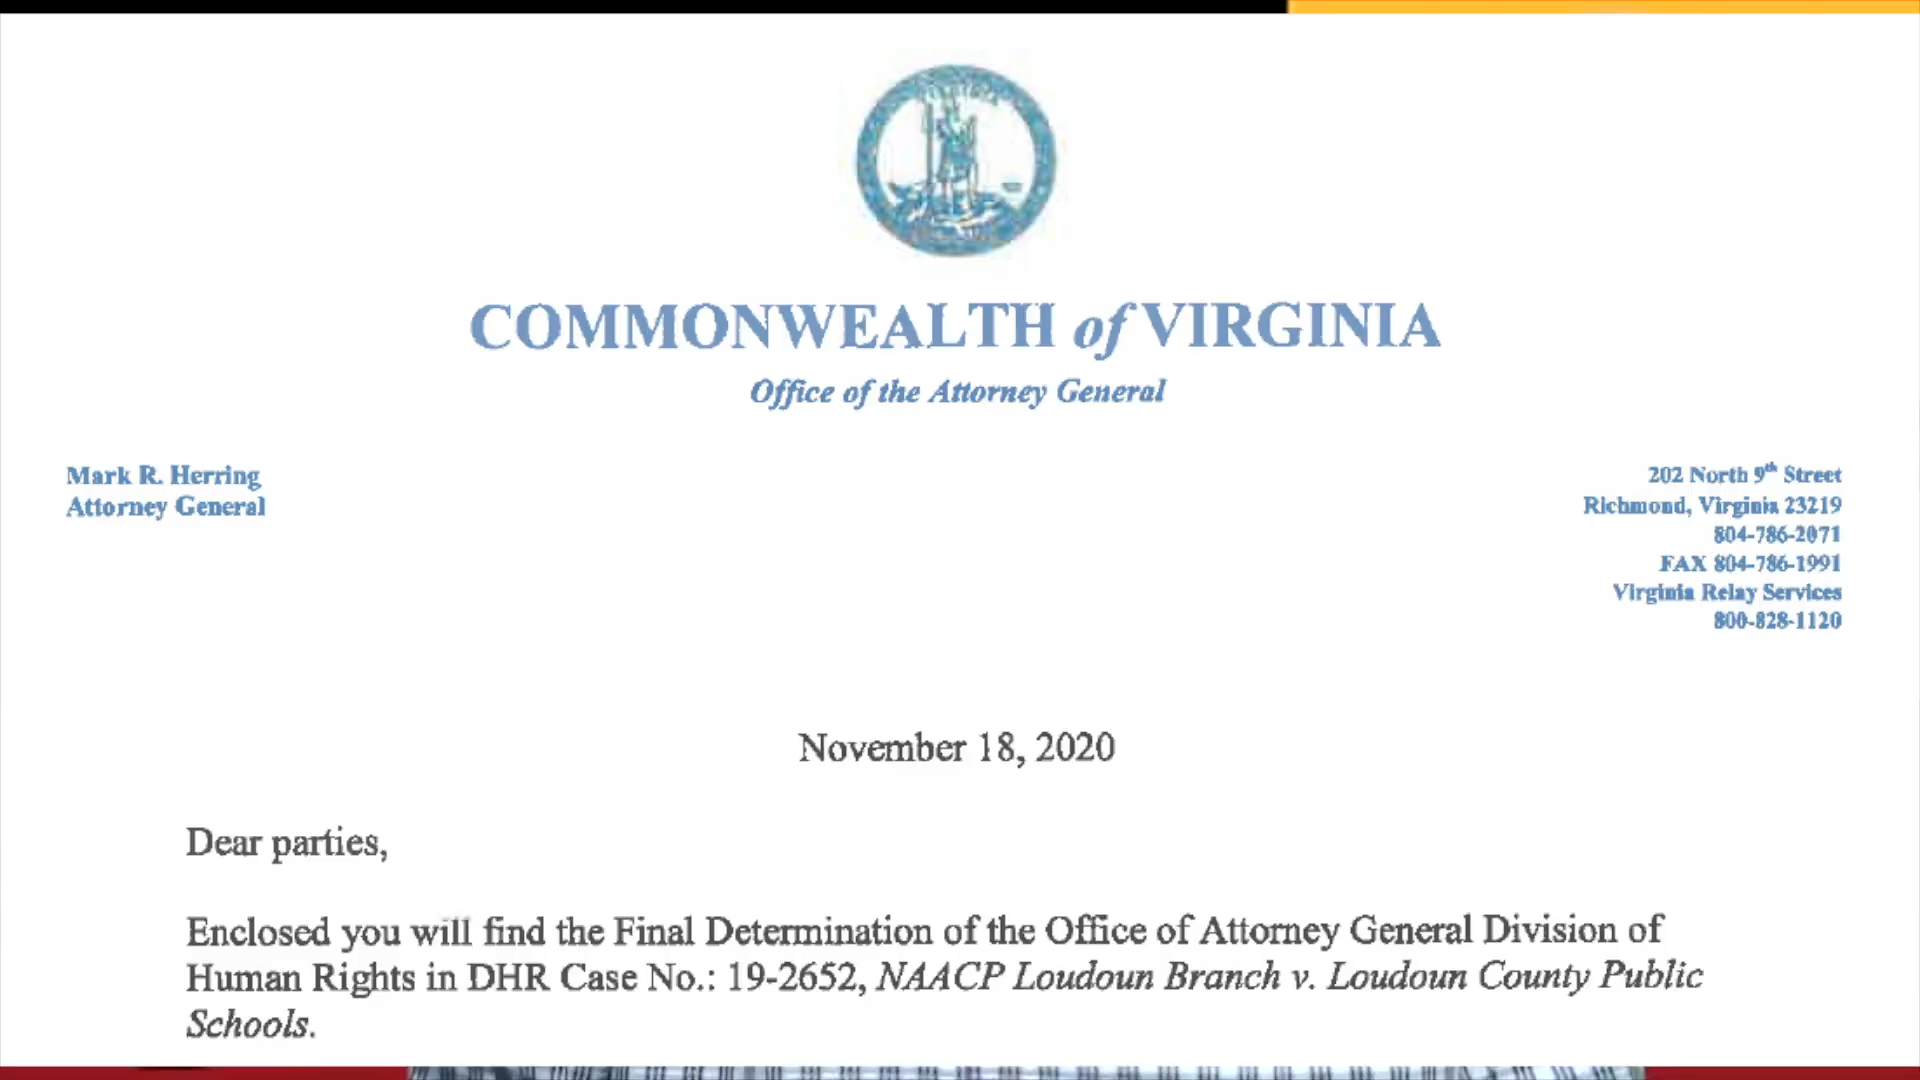 COMMONWEALTH of VIRGINIA
Office of the Attorney General
Mark R. Herring
Attorney General
202 North 9th Street
Richmond, Virginia 23219
804-786-2071
FAX 804-786-1991
Virginia Relay Services
800-828-1120
November 18, 2020
Dear parties,
Enclosed you will find the Final Determination of the Office of Attorney General Division of
Human Rights in DHR Case No.: 19-2652, NAACP Loudoun Branch v. Loudoun County Public
Schools.